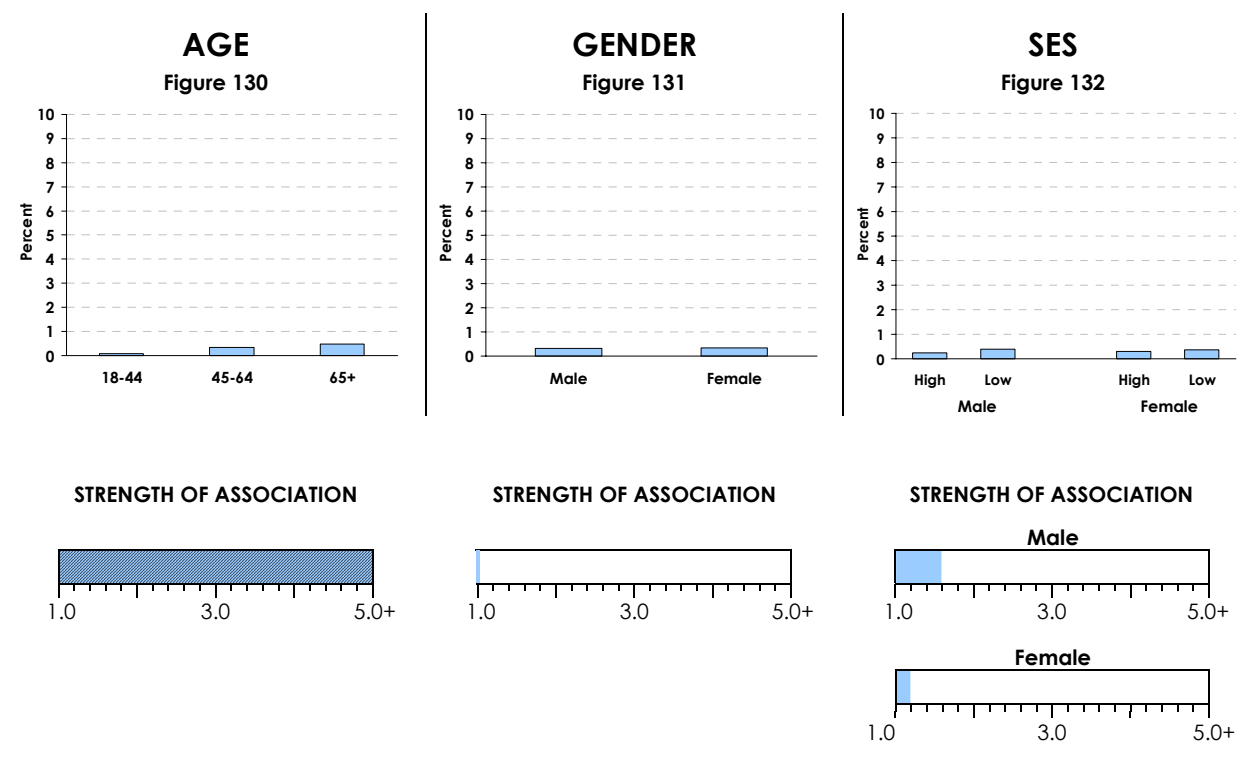 AGE
Figure 130
10
9
8
7
6
5
4
3
2
1
0
Percent
18-44 45-64 65+
STRENGTH OF ASSOCIATION
1.0 3.0 5.0+
GENDER
Figure 131
10
9
8
7
6
5
4
3
2
1
0
Percent
Male Female
STRENGTH OF ASSOCIATION
1.0 3.0 5.0+
SES
Figure 132
10
9
8
7
6
5
4
3
2
1
0
Percent
High Low High Low
Male Female
STRENGTH OF ASSOCIATION
Male
1.0 3.0 5.0+
Female
1.0 3.0 5.0+